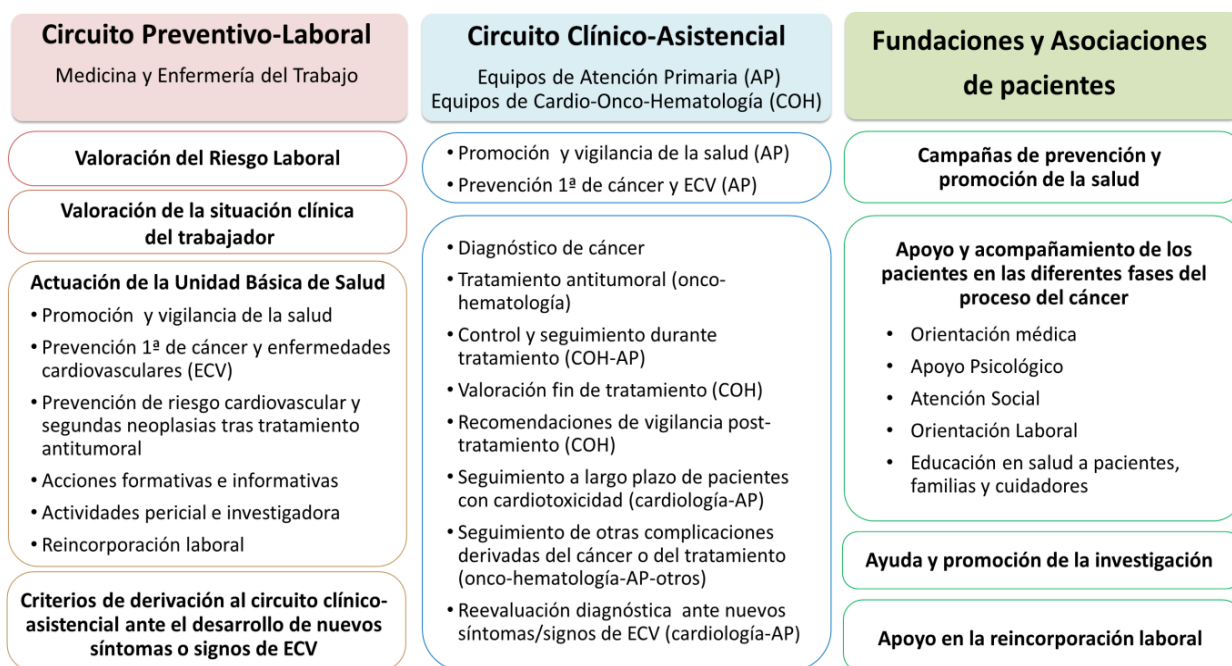 Circuito Preventivo-Laboral
Medicina y Enfermería del Trabajo
Valoración del Riesgo Laboral
Valoración de la situación clínica
del trabajador
Actuación de la Unidad Básica de Salud
• Promoción y vigilancia de la salud
• Prevención 1ª de cáncer y enfermedades
cardiovasculares (ECV)
• Prevención de riesgo cardiovascular y
segundas neoplasias tras tratamiento
antitumoral
• Acciones formativas e informativas
• Actividades pericial e investigadora
• Reincorporación laboral
Criterios de derivación al circuito clínico-
asistencial ante el desarrollo de nuevos
síntomas o signos de ECV
Circuito Clínico-Asistencial
Equipos de Atención Primaria (AP)
Equipos de Cardio-Onco-Hematología (COH)
• Promoción y vigilancia de la salud (AP)
• Prevención 1ª de cáncer y ECV (AP)
• Diagnóstico de cáncer
• Tratamiento antitumoral (onco-
hematología)
• Control y seguimiento durante
tratamiento (COH-AP)
• Valoración fin de tratamiento (COH)
• Recomendaciones de vigilancia post-
tratamiento (COH)
• Seguimiento a largo plazo de pacientes
con cardiotoxicidad (cardiología-AP)
• Seguimiento de otras complicaciones
derivadas del cáncer o del tratamiento
(onco-hematología-AP-otros)
• Reevaluación diagnóstica ante nuevos
síntomas/signos de ECV (cardiología-AP)
Fundaciones y Asociaciones
de pacientes
Campañas de prevención y
promoción de la salud
Apoyo y acompañamiento de los
pacientes en las diferentes fases del
proceso del cáncer
• Orientación médica
• Apoyo Psicológico
• Atención Social
• Orientación Laboral
• Educación en salud a pacientes,
familias y cuidadores
Ayuda y promoción de la investigación
Apoyo en la reincorporación laboral